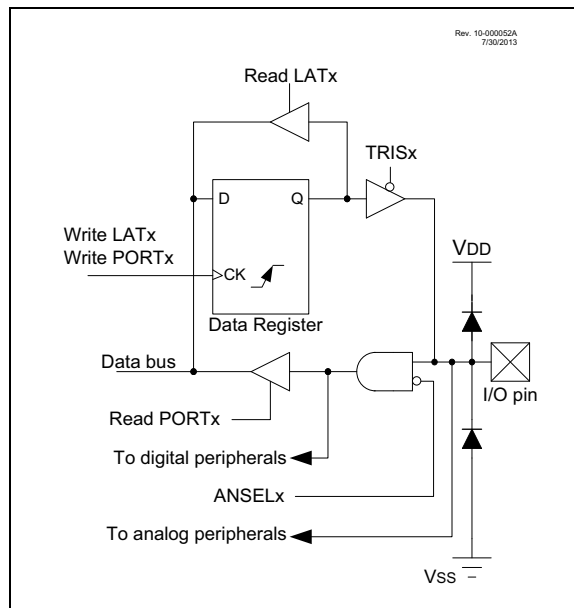 Rev. 10-000052A
7/30/2013
Read LATx
TRISx
D
Q
Write LATx
Write PORTx
CK
VDD
Data Register
Data bus
I/O pin
Read PORTx
To digital peripherals
ANSELx
To analog peripherals
VSS